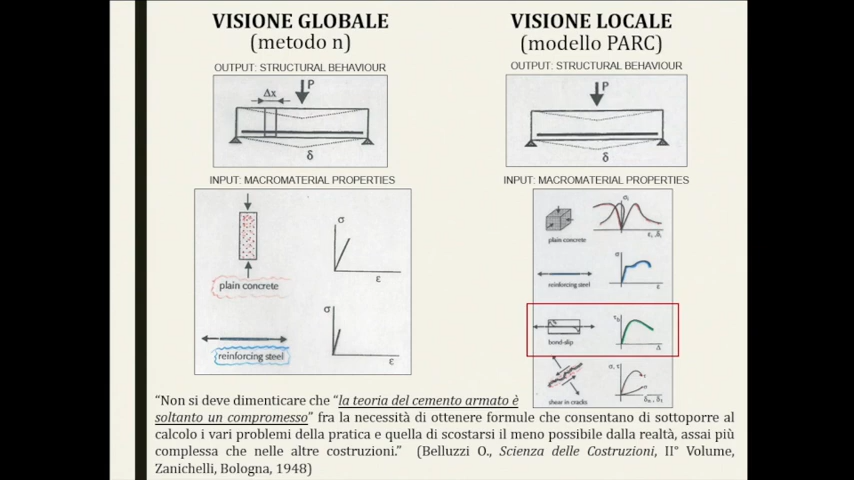 VISIONE GLOBALE
(metodo n)
OUTPUT: STRUCTURAL BEHAVIOUR
P
Δx
δ
INPUT: MACROMATERIAL PROPERTIES
σ
ε
plain concrete
σ
ε
reinforcing steel
VISIONE LOCALE
(modello PARC)
OUTPUT: STRUCTURAL BEHAVIOUR
P
δ
INPUT: MACROMATERIAL PROPERTIES
plain concrete
σ
ε
reinforcing steel
bond-slip
shear in cracks
"Non si deve dimenticare che "la teoria del cemento armato è
soltanto un compromesso" fra la necessità di ottenere formule che consentano di sottoporre al
calcolo i vari problemi della pratica e quella di scostarsi il meno possibile dalla realtà, assai più
complessa che nelle altre costruzioni." (Belluzzi O., Scienza delle Costruzioni, II° Volume,
Zanichelli, Bologna, 1948)